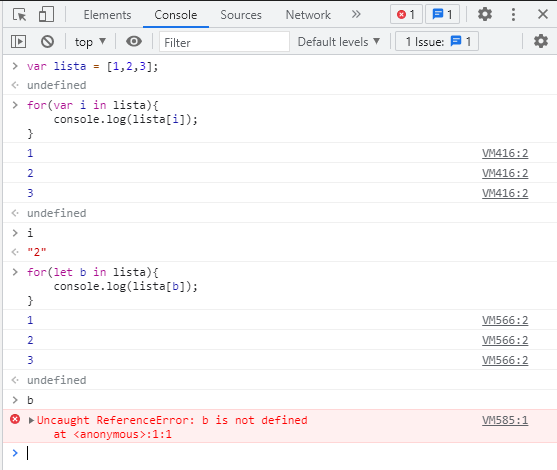 Elements Console Sources Network » 1 1
top ▼ Filter Default levels ▼ 1 Issue: 1
> var lista = [1,2,3];
undefined
> for(var i in lista){
console.log(lista[i]);
}
1 VM416:2
2 VM416:2
3 VM416:2
undefined
> i
"2"
> for(let b in lista){
console.log(lista[b]);
}
1 VM566:2
2 VM566:2
3 VM566:2
undefined
> b
▶Uncaught ReferenceError: b is not defined VM585:1
at <anonymous>:1:1
>